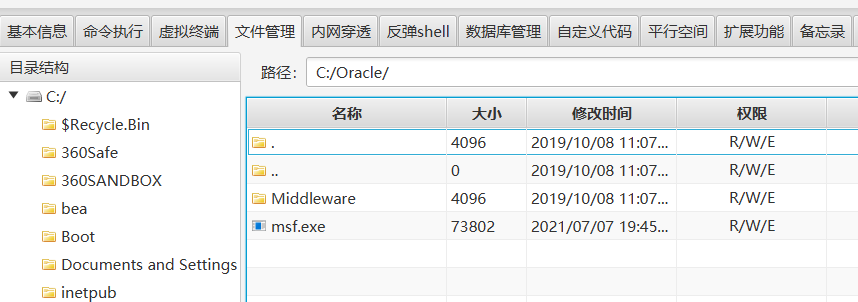 基本信息 命令执行 虚拟终端 文件管理 内网穿透 反弹shell 数据库管理 自定义代码 平行空间 扩展功能 备忘录
目录结构
路径: C:/Oracle/
C:/
名称 大小 修改时间 权限
$Recycle.Bin
. 4096 2019/10/08 11:07... R/W/E
360Safe
.. 0 2019/10/08 11:07... R/W/E
360SANDBOX
bea
Middleware 4096 2019/10/08 11:07... R/W/E
Boot
msf.exe 73802 2021/07/07 19:45... R/W/E
Documents and Settings
inetpub